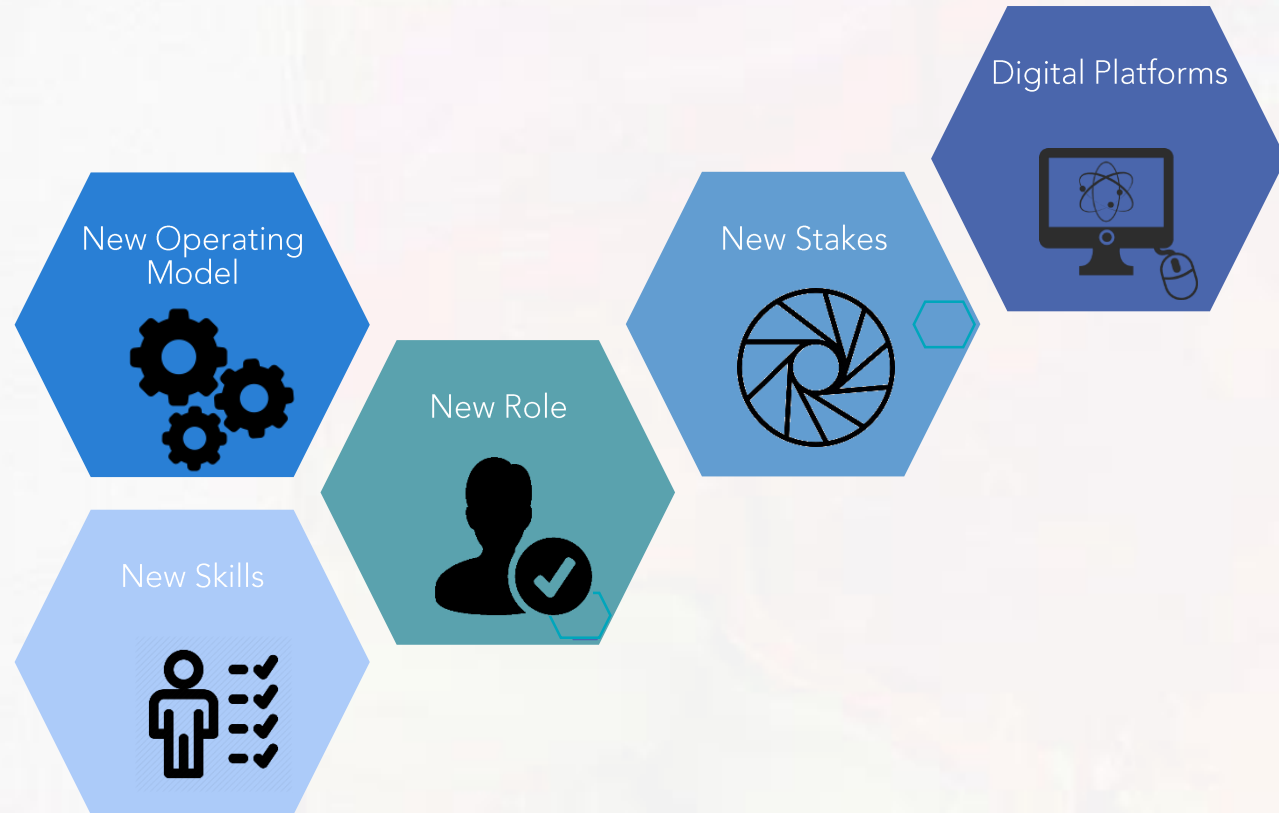 Digital Platforms
New Operating
Model
New Stakes
New Role
New Skills